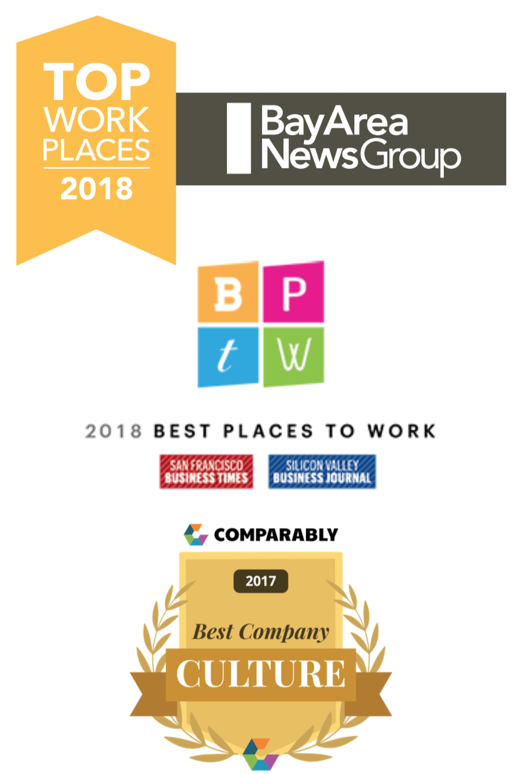 TOP
WORK
PLACES
2018
BayArea
NewsGroup
B P
t W
2018 BEST PLACES TO WORK
SAN FRANCISCO
BUSINESS TIMES
SILICON VALLEY
BUSINESS JOURNAL
COMPARABLY
2017
Best Company
CULTURE